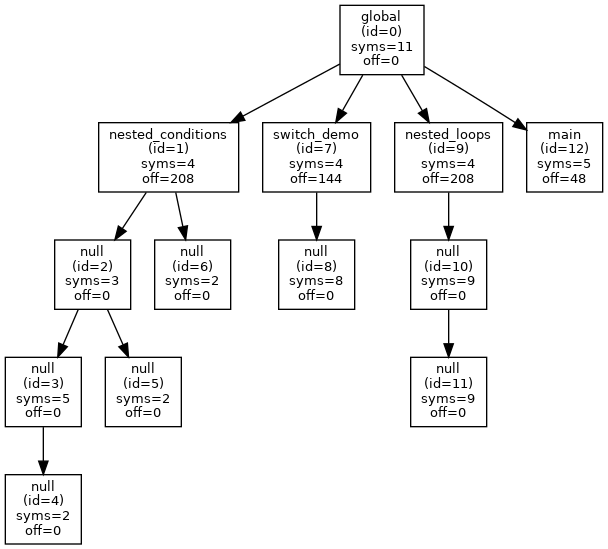 global
(id=0)
syms=11
off=0
nested_conditions
(id=1)
syms=4
off=208
switch_demo
(id=7)
syms=4
off=144
nested_loops
(id=9)
syms=4
off=208
main
(id=12)
syms=5
off=48
null
(id=2)
syms=3
off=0
null
(id=6)
syms=2
off=0
null
(id=8)
syms=8
off=0
null
(id=10)
syms=9
off=0
null
(id=3)
syms=5
off=0
null
(id=5)
syms=2
off=0
null
(id=11)
syms=9
off=0
null
(id=4)
syms=2
off=0